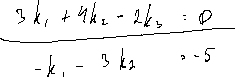 3k₁ + 4k₂ - 2k₃ = 0
-k₁ - 3k₂ = -5